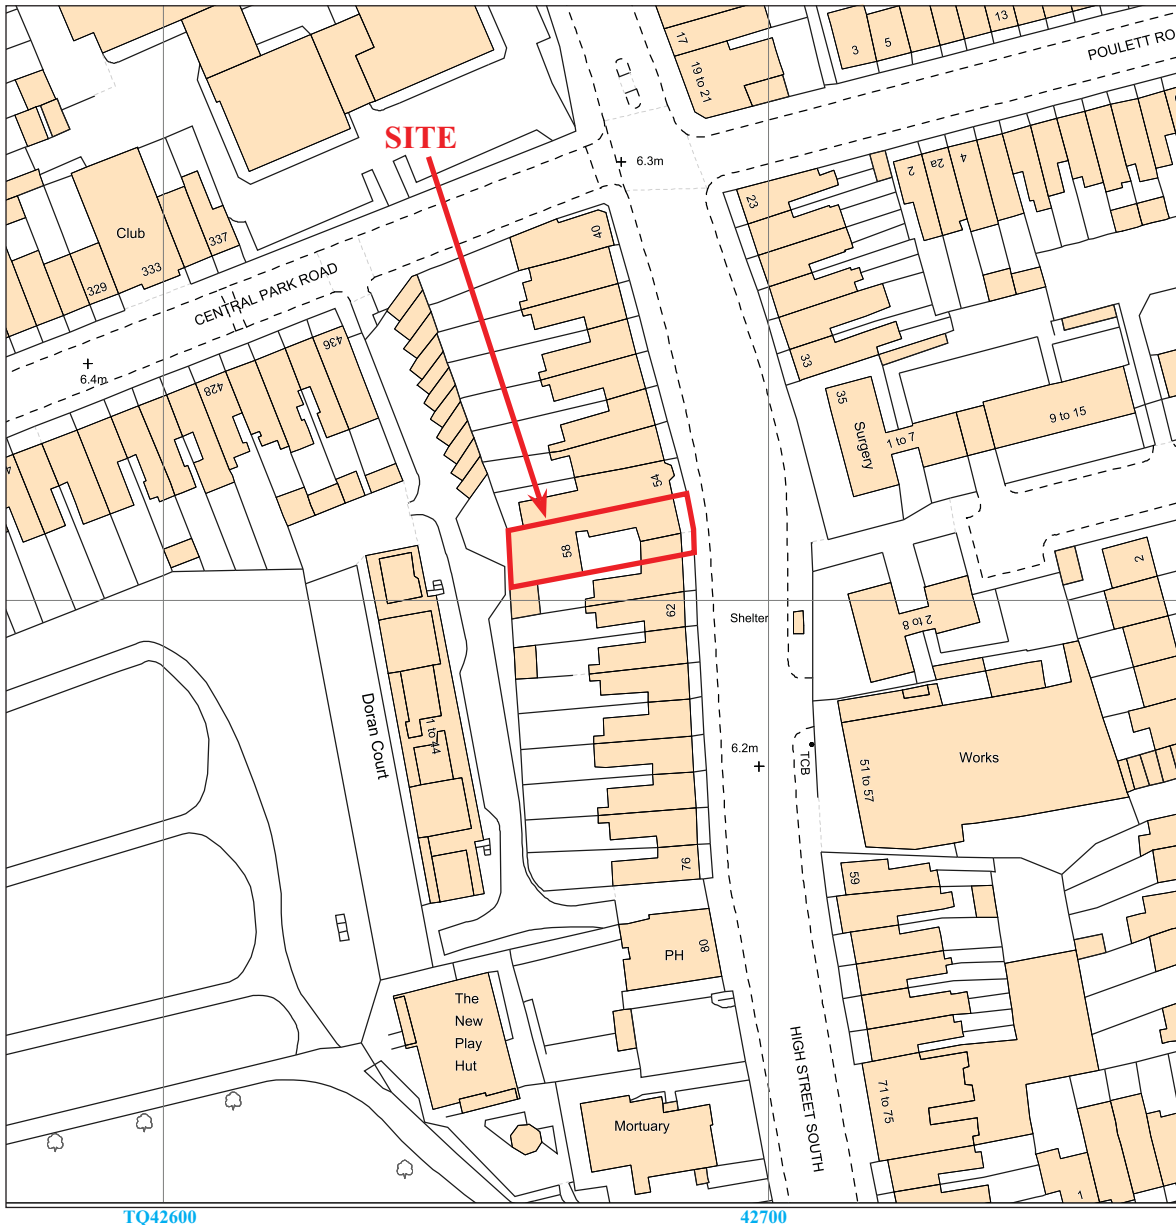 13
17
3
5
POULETT RO
19 to 21
SITE
6.3m
2
2a
4
23
40
Club
337
333
329
CENTRAL PARK ROAD
436
33
6.4m
428
35
Surgery
9 to 15
1 to 7
4
54
58
2
62
Shelter
2 to 8
Doran Court
1 to 44
6.2m
TCB
Works
51 to 57
76
59
80
PH
The
New
Play
Hut
HIGH STREET SOUTH
71 to 75
Mortuary
1
TQ42600
42700